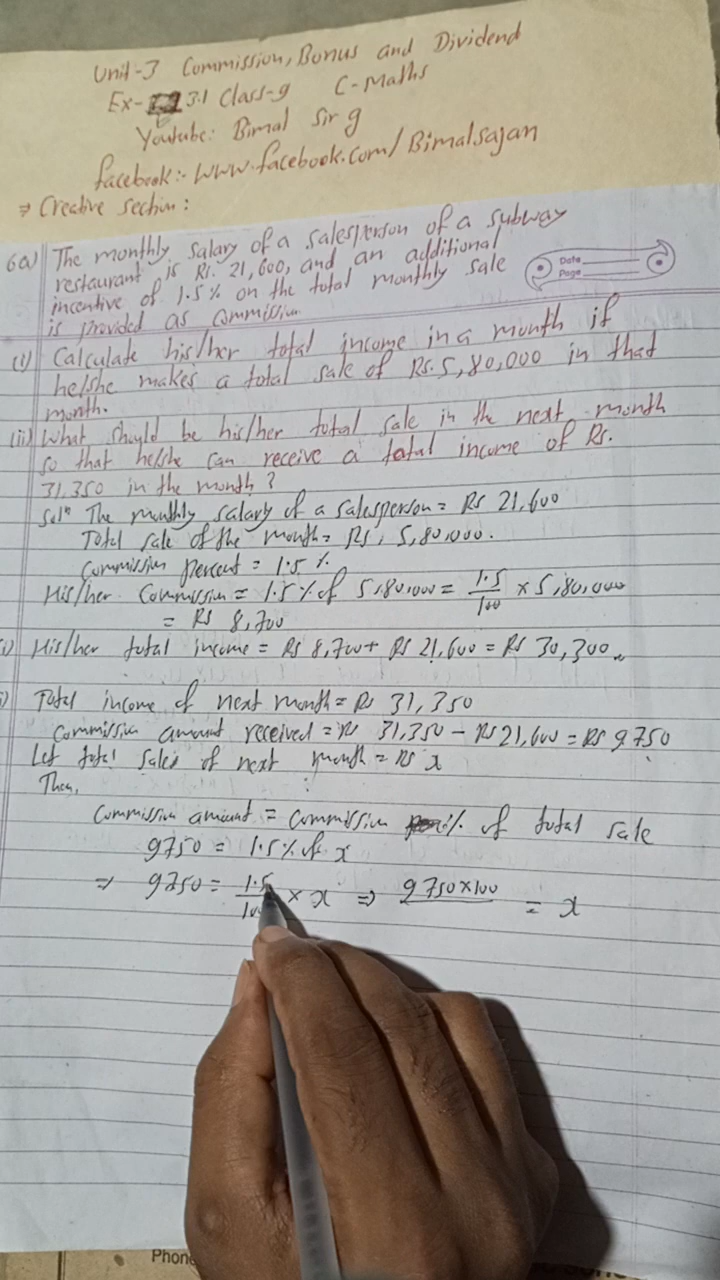 Unit-3 Commission, Bonus and Dividend
Ex- 3.1 Class-9 C-Maths
Youtube: Bimal Sir g
facebook:- www.facebook.com/Bimalsajan
⇒ Creative section:
6a) The monthly salary of a salesperson of a subway
restaurant is Rs. 21,600, and an additional
incentive of 1.5% on the total monthly sale
is provided as commission
Date
Page
(i) Calculate his/her total income in a month if
he/she makes a total sale of Rs. 5,80,000 in that
month.
(ii) What should be his/her total sale in the next month
so that he/she can receive a total income of Rs.
31,350 in the month?
Solⁿ The monthly salary of a salesperson = Rs 21,600
Total sale of the month = Rs, 5,80,000.
Commission percent = 1.5 %
His/her Commission = 1.5% of 5,80,000 = 1.5/100 × 5,80,000
= Rs 8,700
i) His/her total income = Rs 8,700 + Rs 21,600 = Rs 30,300
i) Total income of next month = Rs 31,350
Commission amount received = Rs 31,350 - Rs 21,600 = Rs 9750
Let total sales of next month = Rs x
Then,
Commission amount = Commission % of total sale
9750 = 1.5% of x
⇒ 9750 = 1.5/100 × x ⇒ 9750×100 = x
Phon